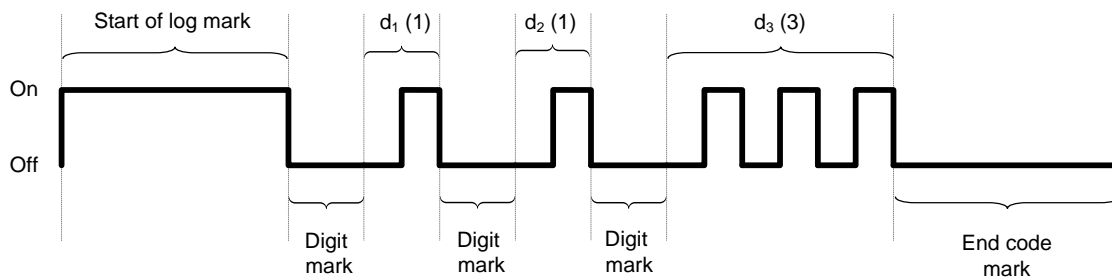 Start of log mark
d₁ (1)
d₂ (1)
d₃ (3)
On
Off
Digit
mark
Digit
mark
Digit
mark
End code
mark